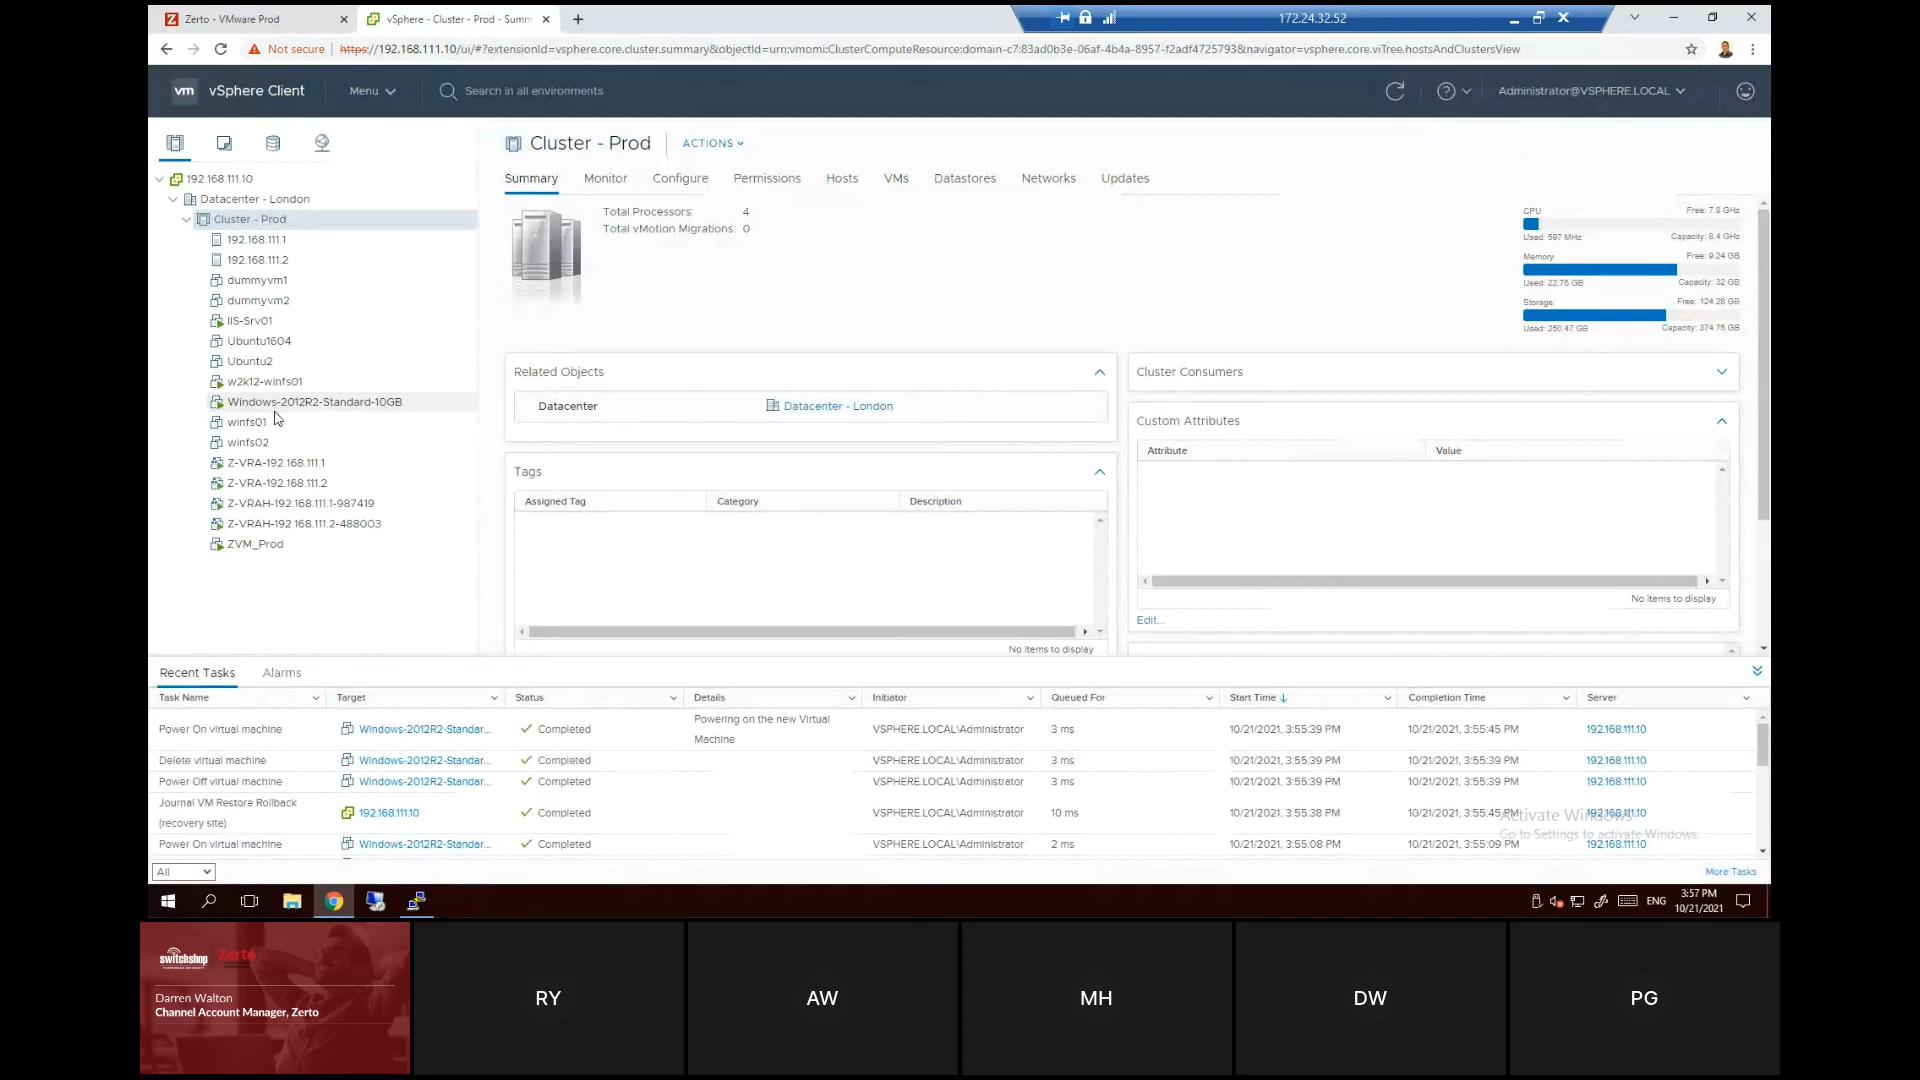 Zerto - VMware Prod
vSphere - Cluster - Prod - Summ
172.24.32.52
Not secure
https://192.168.111.10/ui/#?extensionId=vsphere.core.cluster.summary&objectId=urn:vmomi:ClusterComputeResource:domain-c7:83ad0b3e-06af-4b4a-8957-f2adf4725793&navigator=vsphere.core.viTree.hostsAndClustersView
vm vSphere Client
Menu
Search in all environments
Administrator@VSPHERE.LOCAL
192.168.111.10
Datacenter - London
Cluster - Prod
192.168.111.1
192.168.111.2
dummyvm1
dummyvm2
IIS-Srv01
Ubuntu1604
Ubuntu2
w2k12-winfs01
Windows-2012R2-Standard-10GB
winfs01
winfs02
Z-VRA-192.168.111.1
Z-VRA-192.168.111.2
Z-VRAH-192.168.111.1-987419
Z-VRAH-192.168.111.2-488003
ZVM_Prod
Cluster - Prod
ACTIONS
Summary Monitor Configure Permissions Hosts VMs Datastores Networks Updates
Total Processors: 4
Total vMotion Migrations: 0
CPU Free: 7.8 GHz
Used: 597 MHz Capacity: 8.4 GHz
Memory Free: 9.24 GB
Used: 22.76 GB Capacity: 32 GB
Storage Free: 124.28 GB
Used: 250.47 GB Capacity: 374.75 GB
Related Objects
Datacenter Datacenter - London
Tags
Assigned Tag Category Description
No items to display
Cluster Consumers
Custom Attributes
Attribute Value
No items to display
Edit...
Recent Tasks Alarms
Task Name Target Status Details Initiator Queued For Start Time Completion Time Server
Power On virtual machine Windows-2012R2-Standar... Completed Powering on the new Virtual Machine VSPHERE.LOCAL\Administrator 3 ms 10/21/2021, 3:55:39 PM 10/21/2021, 3:55:45 PM 192.168.111.10
Delete virtual machine Windows-2012R2-Standar... Completed VSPHERE.LOCAL\Administrator 3 ms 10/21/2021, 3:55:39 PM 10/21/2021, 3:55:39 PM 192.168.111.10
Power Off virtual machine Windows-2012R2-Standar... Completed VSPHERE.LOCAL\Administrator 3 ms 10/21/2021, 3:55:39 PM 10/21/2021, 3:55:39 PM 192.168.111.10
Journal VM Restore Rollback (recovery site) 192.168.111.10 Completed VSPHERE.LOCAL\Administrator 10 ms 10/21/2021, 3:55:38 PM 10/21/2021, 3:55:45 PM 192.168.111.10
Power On virtual machine Windows-2012R2-Standar... Completed VSPHERE.LOCAL\Administrator 2 ms 10/21/2021, 3:55:08 PM 10/21/2021, 3:55:09 PM 192.168.111.10
Activate Windows
Go to Settings to activate Windows.
All
More Tasks
ENG
3:57 PM
10/21/2021
switchshop Zerto
Darren Walton
Channel Account Manager, Zerto
RY
AW
MH
DW
PG